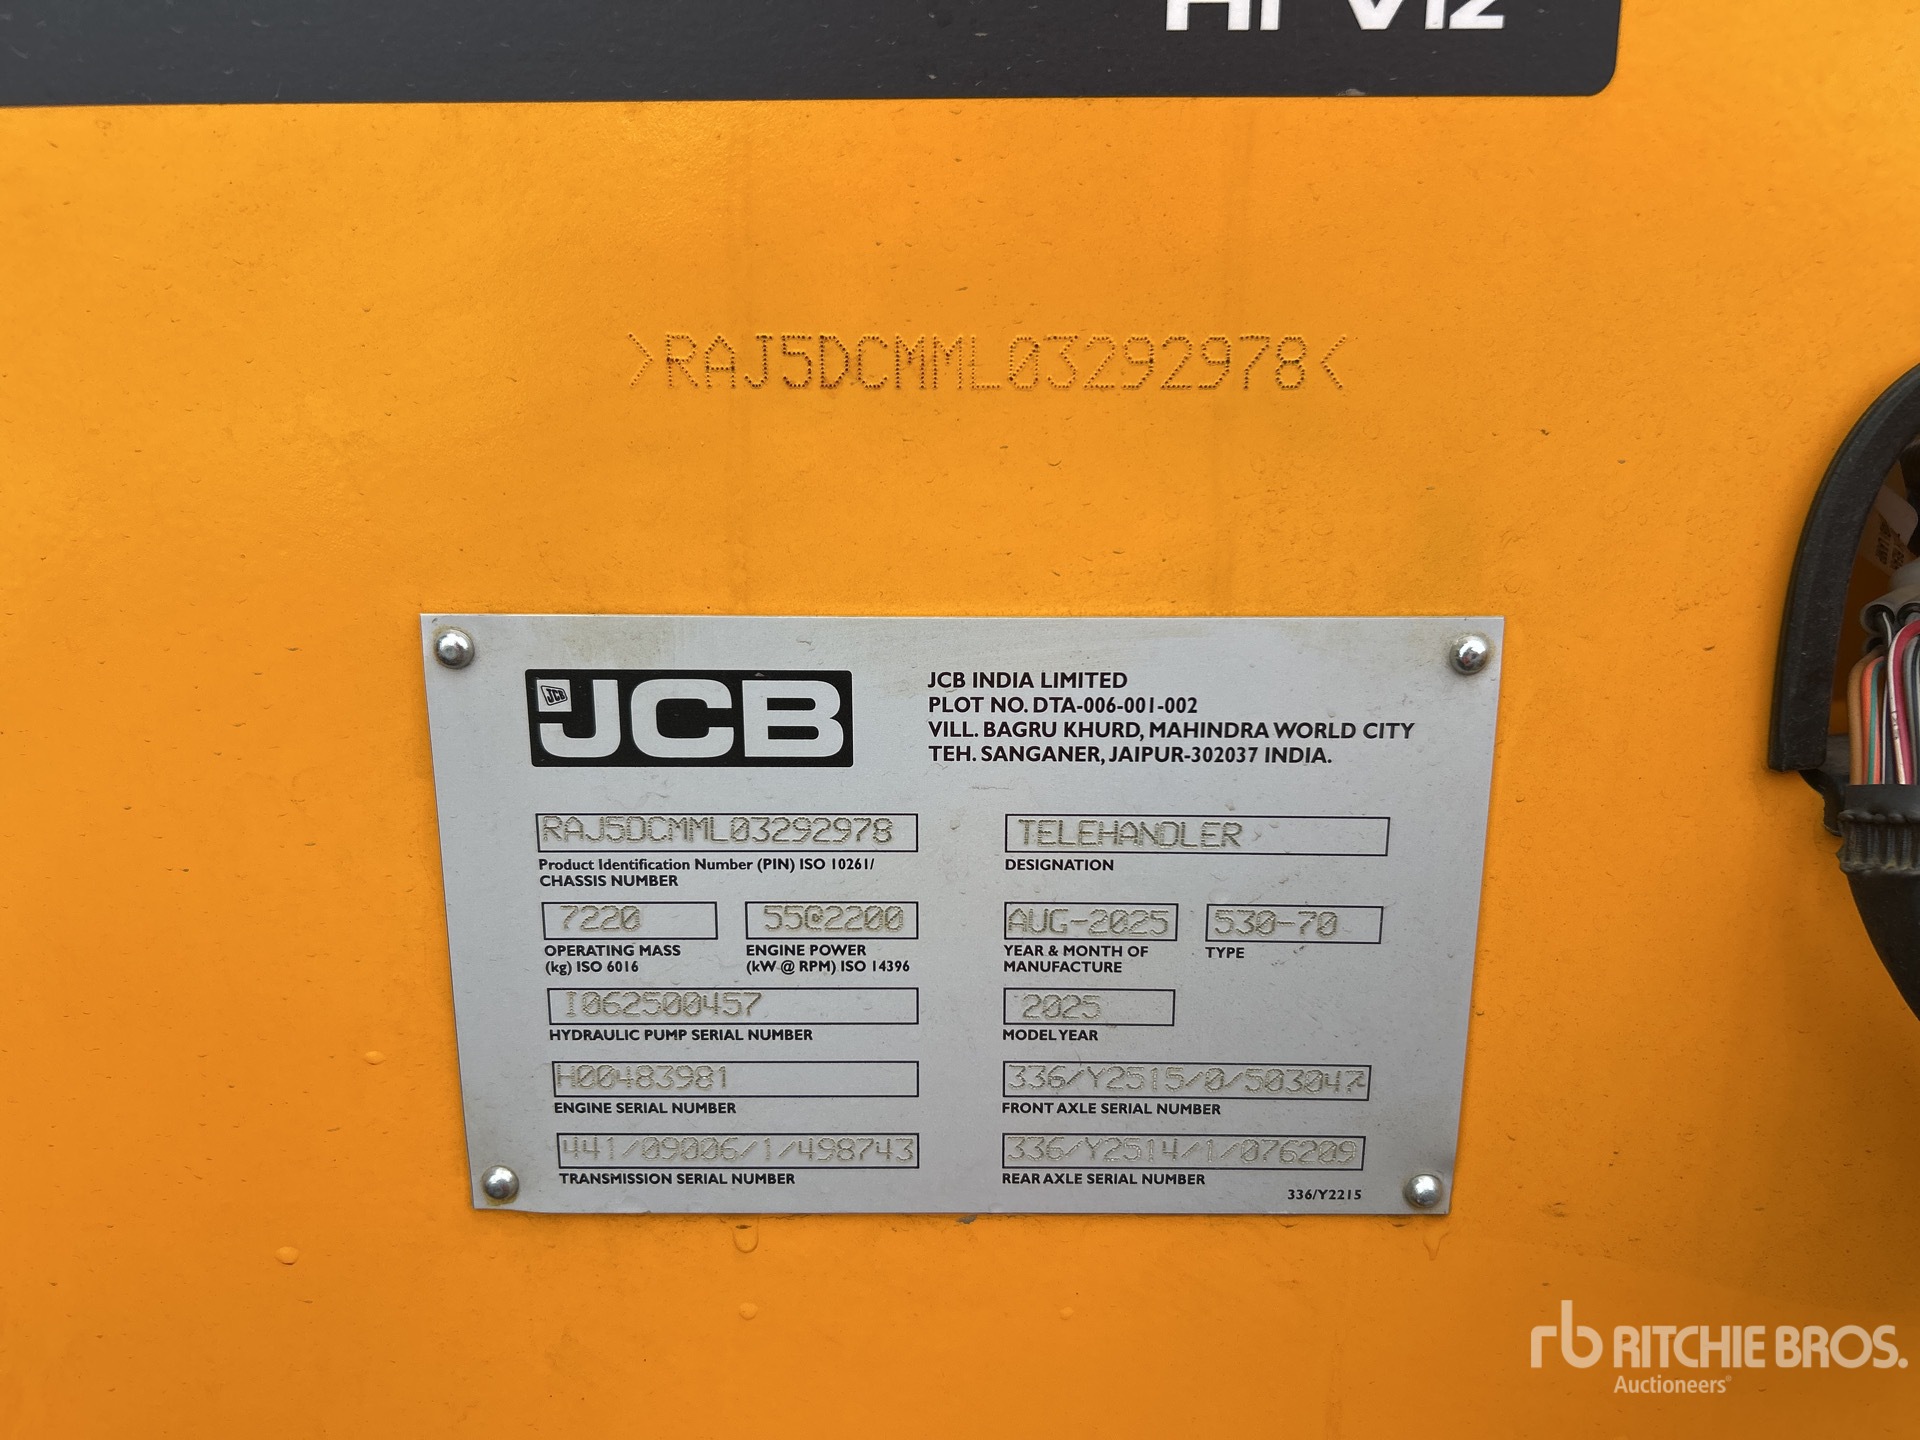 HI-Viz
>RAJ5DCMML03292978<
JCB
JCB
JCB INDIA LIMITED
PLOT NO. DTA-006-001-002
VILL. BAGRU KHURD, MAHINDRA WORLD CITY
TEH. SANGANER, JAIPUR-302037 INDIA.
RAJ5DCMML03292978
Product Identification Number (PIN) ISO 10261/
CHASSIS NUMBER
TELEHANDLER
DESIGNATION
7220
OPERATING MASS
(kg) ISO 6016
55@2200
ENGINE POWER
(kW @ RPM) ISO 14396
AUG-2025
YEAR & MONTH OF
MANUFACTURE
530-70
TYPE
I062500457
HYDRAULIC PUMP SERIAL NUMBER
2025
MODEL YEAR
H00483981
ENGINE SERIAL NUMBER
336/Y2515/0/503047
FRONT AXLE SERIAL NUMBER
441/09006/1/498743
TRANSMISSION SERIAL NUMBER
336/Y2514/1/076209
REAR AXLE SERIAL NUMBER
336/Y2215
rb RITCHIE BROS.
Auctioneers